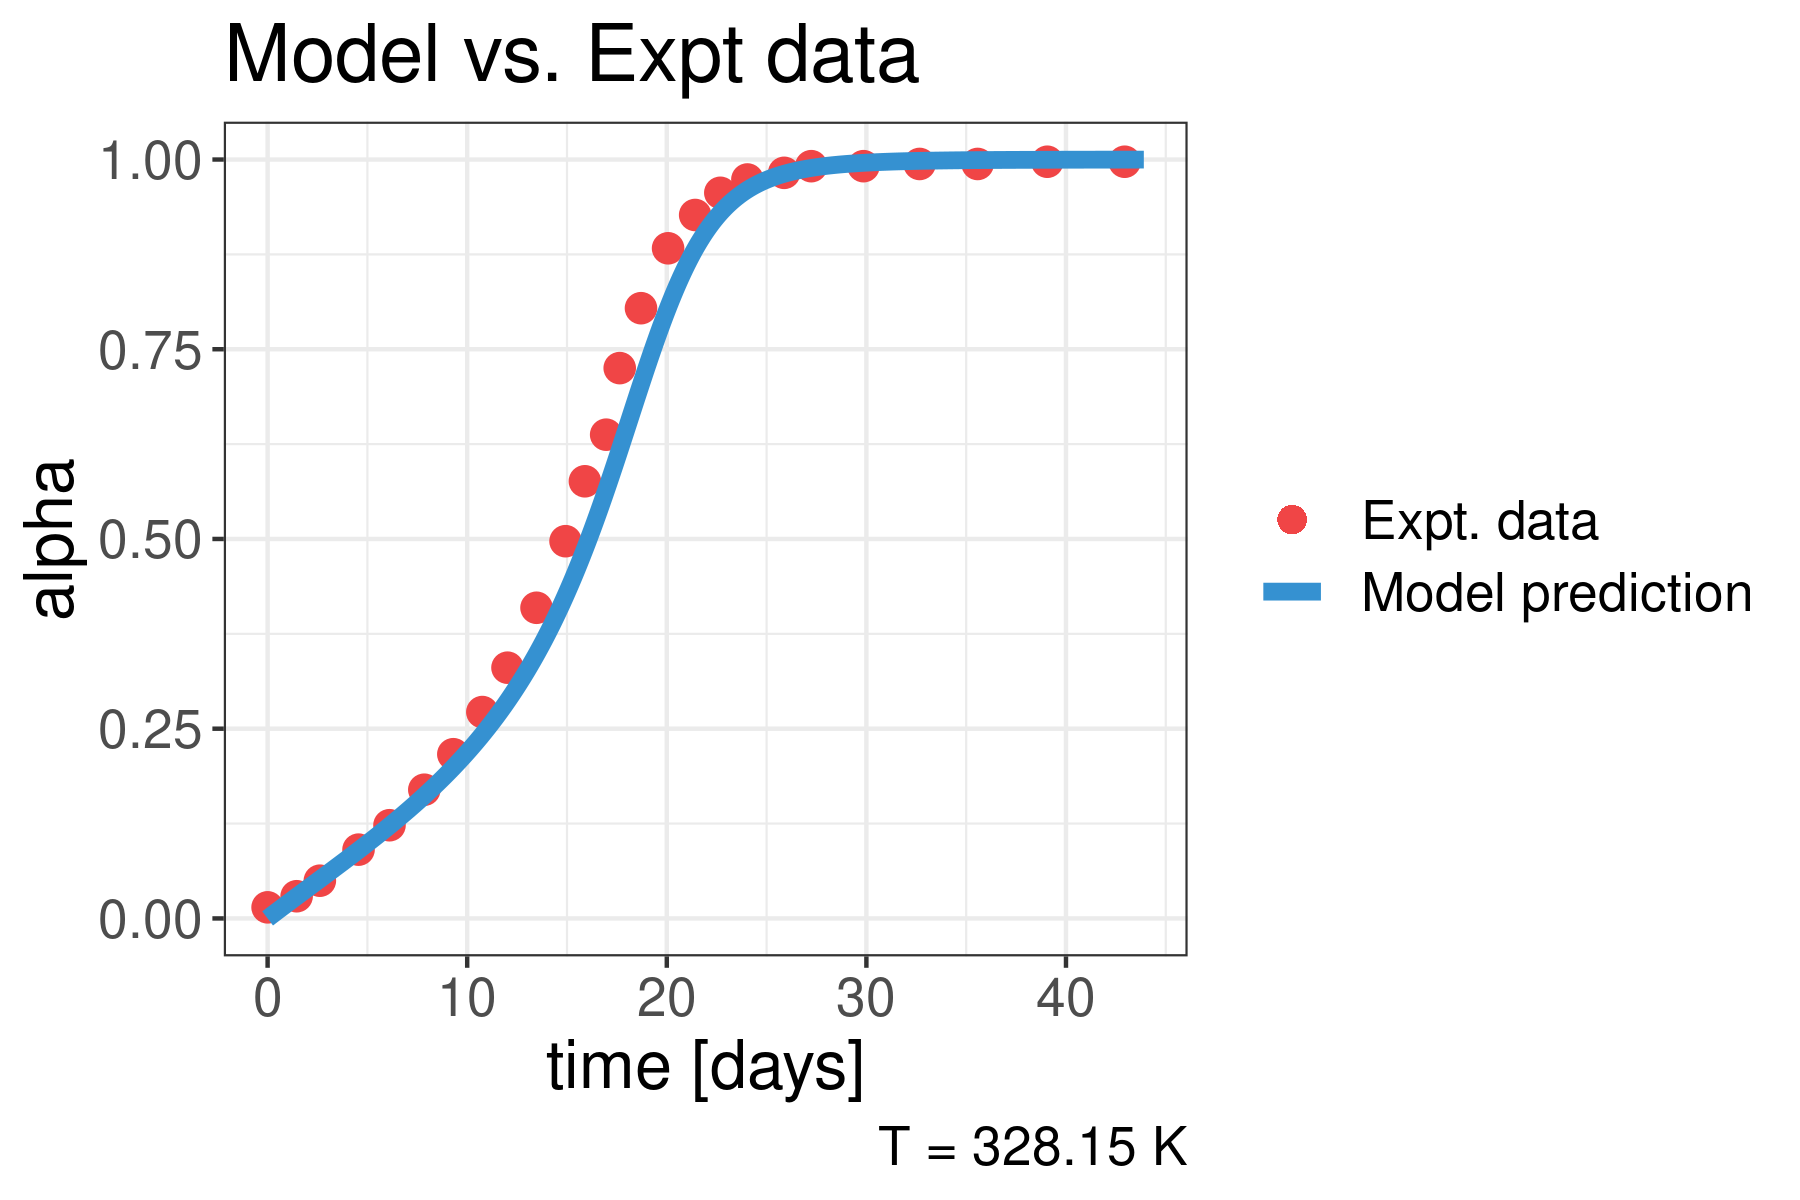 Model vs. Expt data
alpha
1.00
0.75
0.50
0.25
0.00
0 10 20 30 40
time [days]
T = 328.15 K
Expt. data
Model prediction